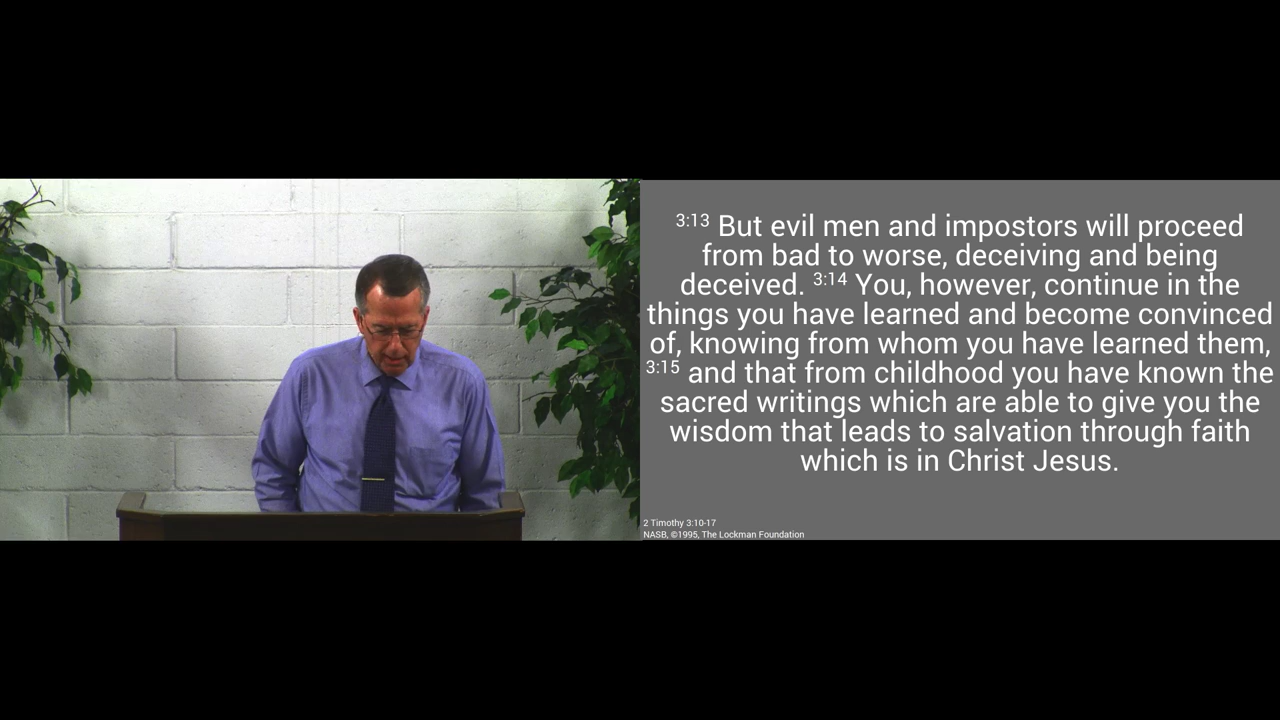 3:13 But evil men and impostors will proceed
from bad to worse, deceiving and being
deceived. 3:14 You, however, continue in the
things you have learned and become convinced
of, knowing from whom you have learned them,
3:15 and that from childhood you have known the
sacred writings which are able to give you the
wisdom that leads to salvation through faith
which is in Christ Jesus.
2 Timothy 3:10-17
NASB, ©1995, The Lockman Foundation